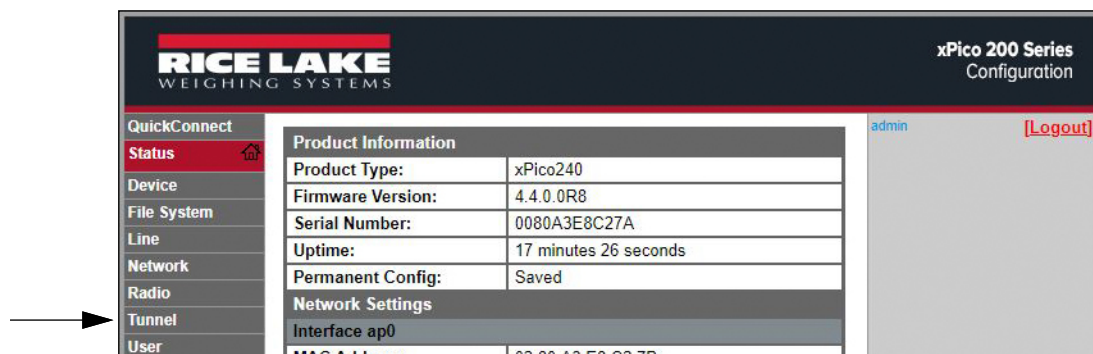 RICE LAKE
WEIGHING SYSTEMS
xPico 200 Series
Configuration
QuickConnect
Status
Device
File System
Line
Network
Radio
Tunnel
User
Product Information
Product Type: xPico240
Firmware Version: 4.4.0.0R8
Serial Number: 0080A3E8C27A
Uptime: 17 minutes 26 seconds
Permanent Config: Saved
Network Settings
Interface ap0
admin
[Logout]